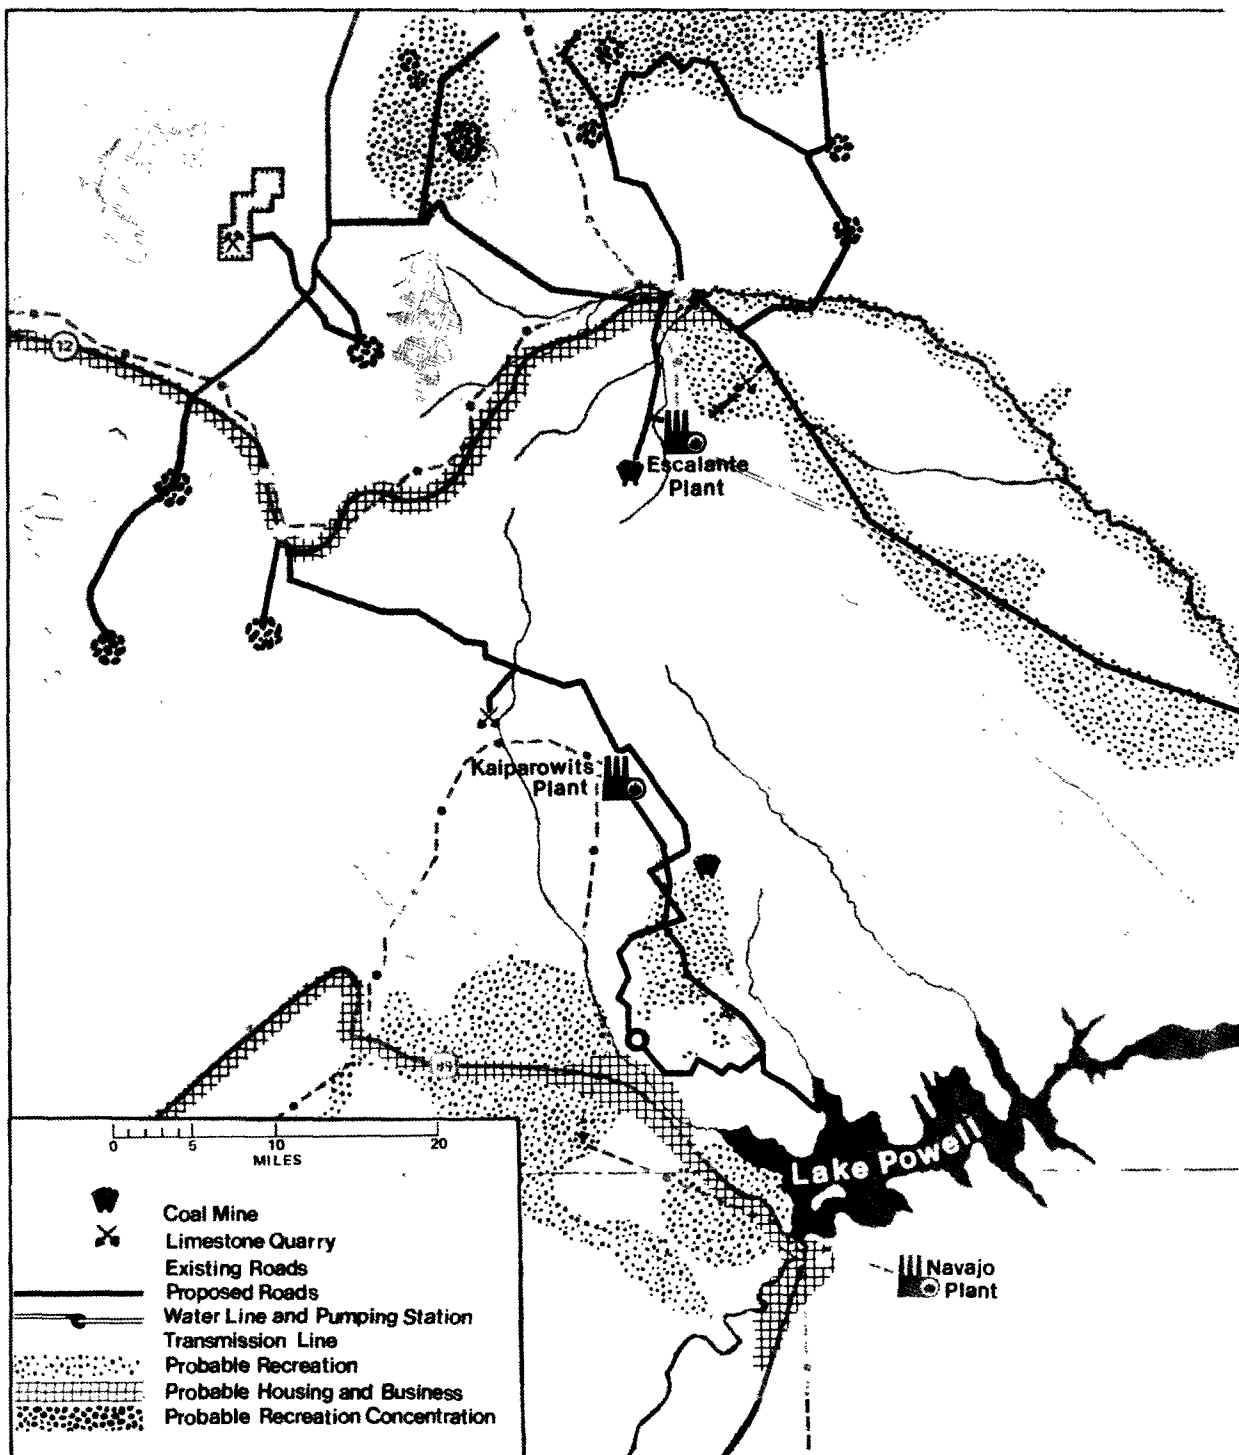 12
Escalante
Plant
Kaiparowits
Plant
Lake Powell
Navajo
Plant
0 5 10 20
MILES
Coal Mine
Limestone Quarry
Existing Roads
Proposed Roads
Water Line and Pumping Station
Transmission Line
Probable Recreation
Probable Housing and Business
Probable Recreation Concentration